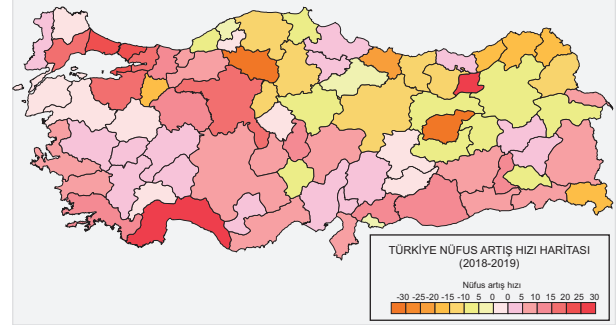 TÜRKİYE NÜFUS ARTIŞ HIZI HARİTASI
(2018-2019)
Nüfus artış hızı
-30 -25 -20 -15 -10 5 0 0 5 10 15 20 25 30